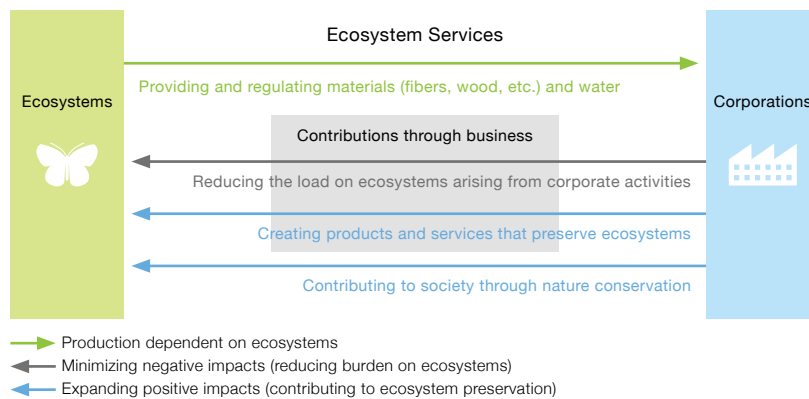 Ecosystem Services
Providing and regulating materials (fibers, wood, etc.) and water
Ecosystems
Corporations
Contributions through business
Reducing the load on ecosystems arising from corporate activities
Creating products and services that preserve ecosystems
Contributing to society through nature conservation
Production dependent on ecosystems
Minimizing negative impacts (reducing burden on ecosystems)
Expanding positive impacts (contributing to ecosystem preservation)